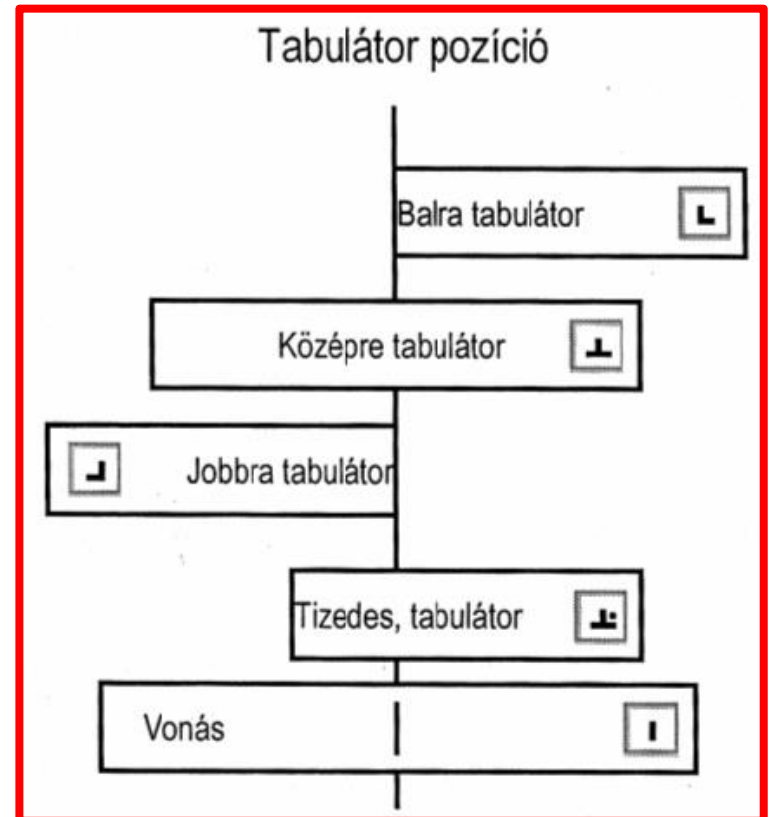 Tabulátor pozíció
Balra tabulátor
Középre tabulátor
Jobbra tabulátor
Tizedes, tabulátor
Vonás